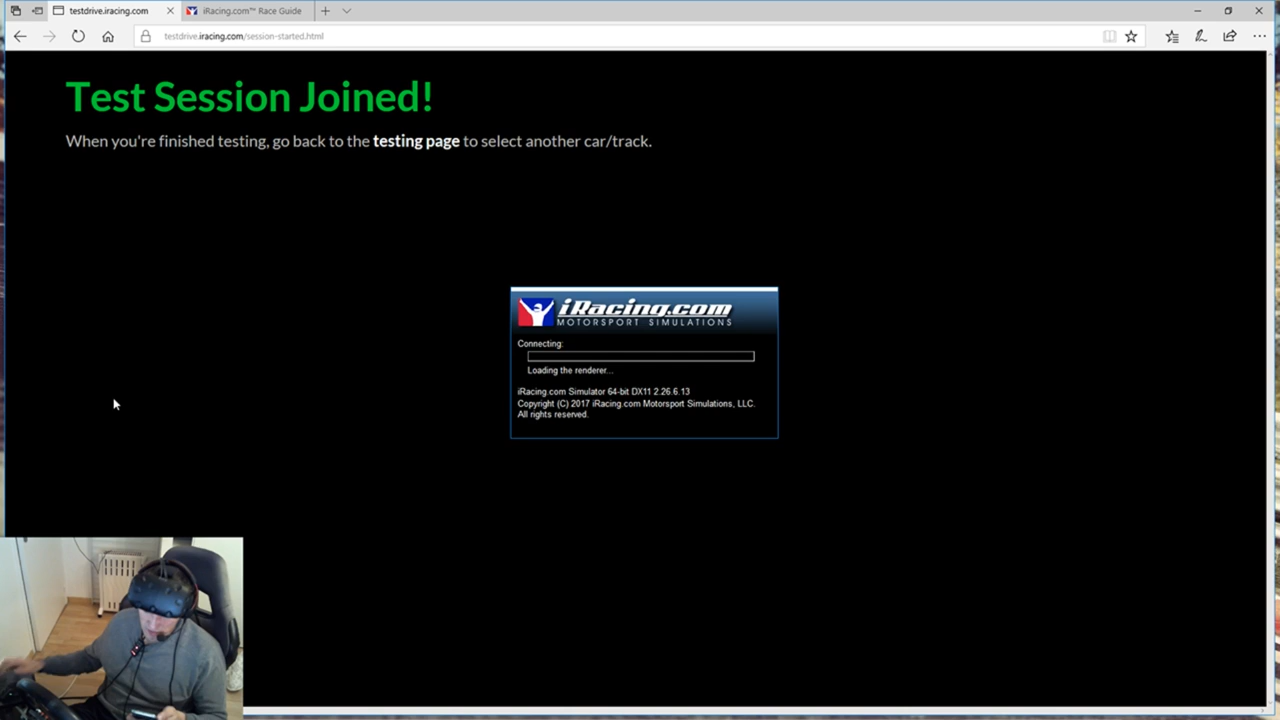 testdrive.iracing.com
iRacing.com™ Race Guide
testdrive.iracing.com/session-started.html
Test Session Joined!
When you're finished testing, go back to the testing page to select another car/track.
iRacing.com
MOTORSPORT SIMULATIONS
Connecting:
Loading the renderer...
iRacing.com Simulator 64-bit DX11 2.26.6.13
Copyright (C) 2017 iRacing.com Motorsport Simulations, LLC.
All rights reserved.